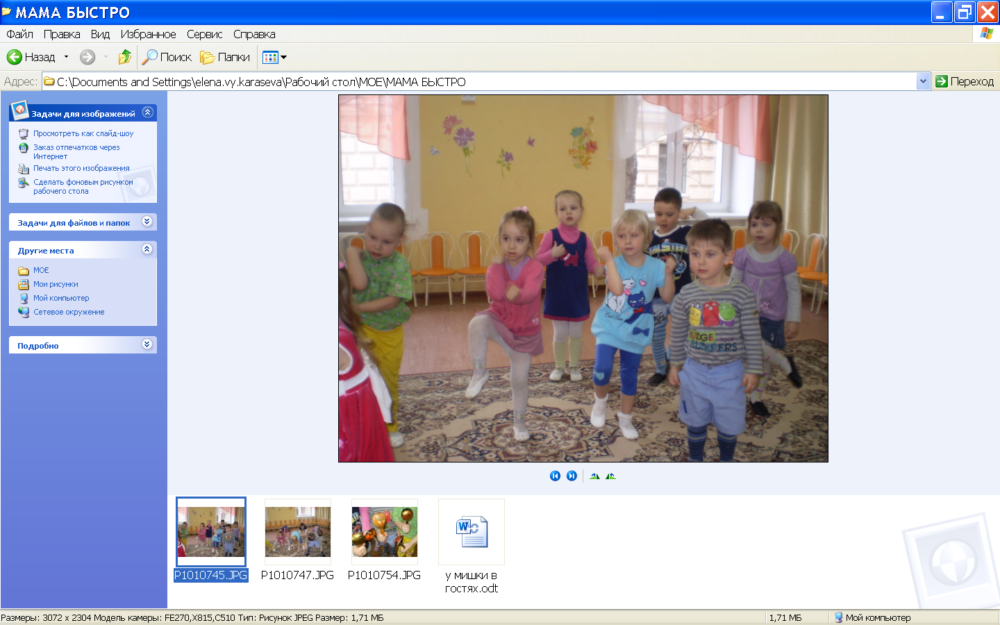 МАМА БЫСТРО
Файл Правка Вид Избранное Сервис Справка
Назад Поиск Папки
Адрес: C:\Documents and Settings\elena.vy.karaseva\Рабочий стол\МОЕ\МАМА БЫСТРО Переход
Задачи для изображений
Просмотреть как слайд-шоу
Заказ отпечатков через
Интернет
Печать этого изображения
Сделать фоновым рисунком
рабочего стола
Задачи для файлов и папок
Другие места
МОЕ
Мои рисунки
Мой компьютер
Сетевое окружение
Подробно
BUDGE
P1010745.JPG P1010747.JPG P1010754.JPG у мишки в
гостях.odt
Размеры: 3072 x 2304 Модель камеры: FE270,X815,C510 Тип: Рисунок JPEG Размер: 1,71 МБ 1,71 МБ Мой компьютер